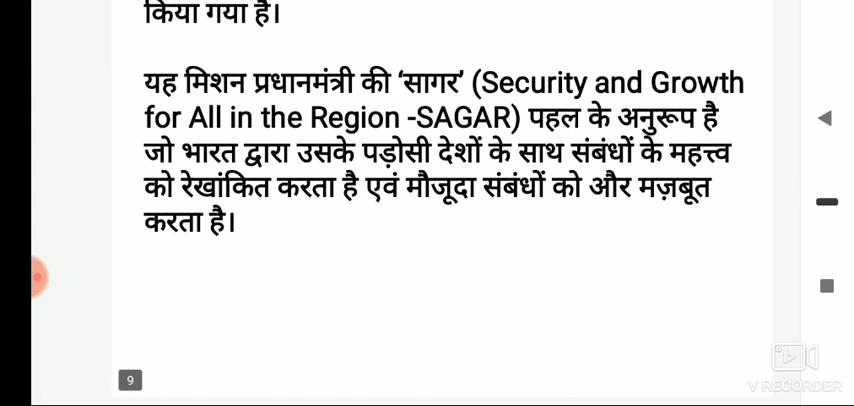 किया गया है।
यह मिशन प्रधानमंत्री की ‘सागर’ (Security and Growth
for All in the Region -SAGAR) पहल के अनुरूप है
जो भारत द्वारा उसके पड़ोसी देशों के साथ संबंधों के महत्त्व
को रेखांकित करता है एवं मौजूदा संबंधों को और मज़बूत
करता है।
9
V RECORDER